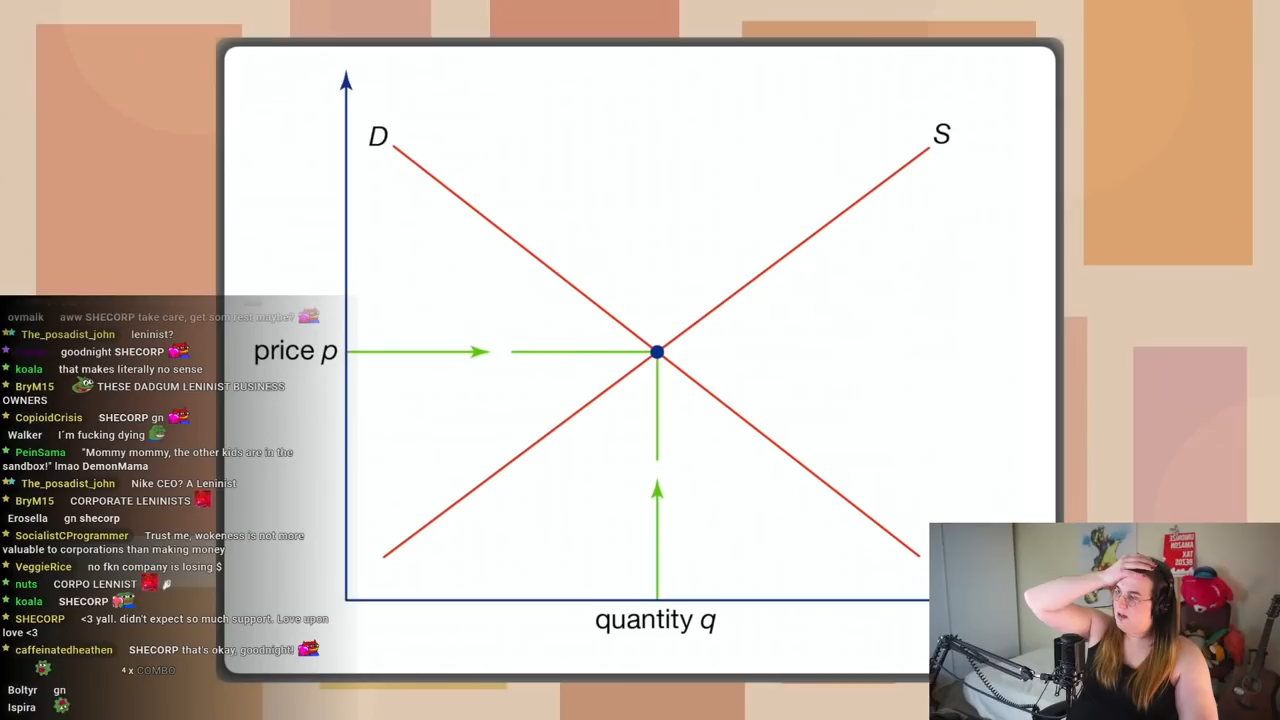 D
S
price p
quantity q
ovmalk aww SHECORP take care, get som rest maybe?
The_posadist_john leninist?
goodnight SHECORP
koala that makes literally no sense
BryM15 THESE DADGUM LENINIST BUSINESS
OWNERS
CopioidCrisis SHECORP gn
Walker I´m fucking dying
PeinSama "Mommy mommy, the other kids are in the
sandbox!" lmao DemonMama
The_posadist_john Nike CEO? A Leninist
BryM15 CORPORATE LENINISTS
Erosella gn shecorp
SocialistCProgrammer Trust me, wokeness is not more
valuable to corporations than making money
VeggieRice no fkn company is losing $
nuts CORPO LENNIST
koala SHECORP
SHECORP <3 yall. didn't expect so much support. Love upon
love <3
caffeinatedheathen SHECORP that's okay, goodnight!
4 x COMBO
Boltyr gn
Ispira